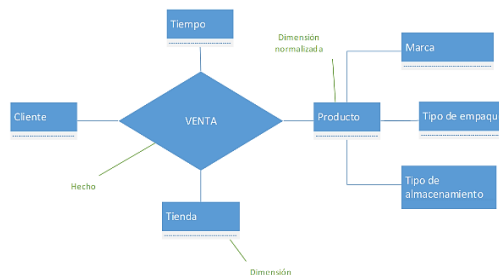 Tiempo
Dimensión
normalizada
Marca
Cliente
VENTA
Producto
Tipo de empaqu
Hecho
Tipo de
almacenamiento
Tienda
Dimensión